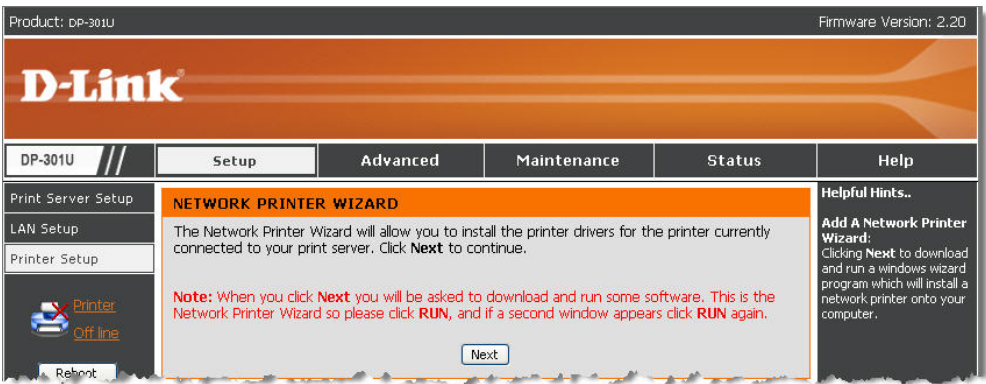 Product: DP-301U
Firmware Version: 2.20
D-Link
DP-301U
Setup
Advanced
Maintenance
Status
Help
Print Server Setup
LAN Setup
Printer Setup
Printer
Off line
Reboot
NETWORK PRINTER WIZARD
The Network Printer Wizard will allow you to install the printer drivers for the printer currently
connected to your print server. Click Next to continue.
Note: When you click Next you will be asked to download and run some software. This is the
Network Printer Wizard so please click RUN, and if a second window appears click RUN again.
Next
Helpful Hints..
Add A Network Printer
Wizard:
Clicking Next to download
and run a windows wizard
program which will install a
network printer onto your
computer.